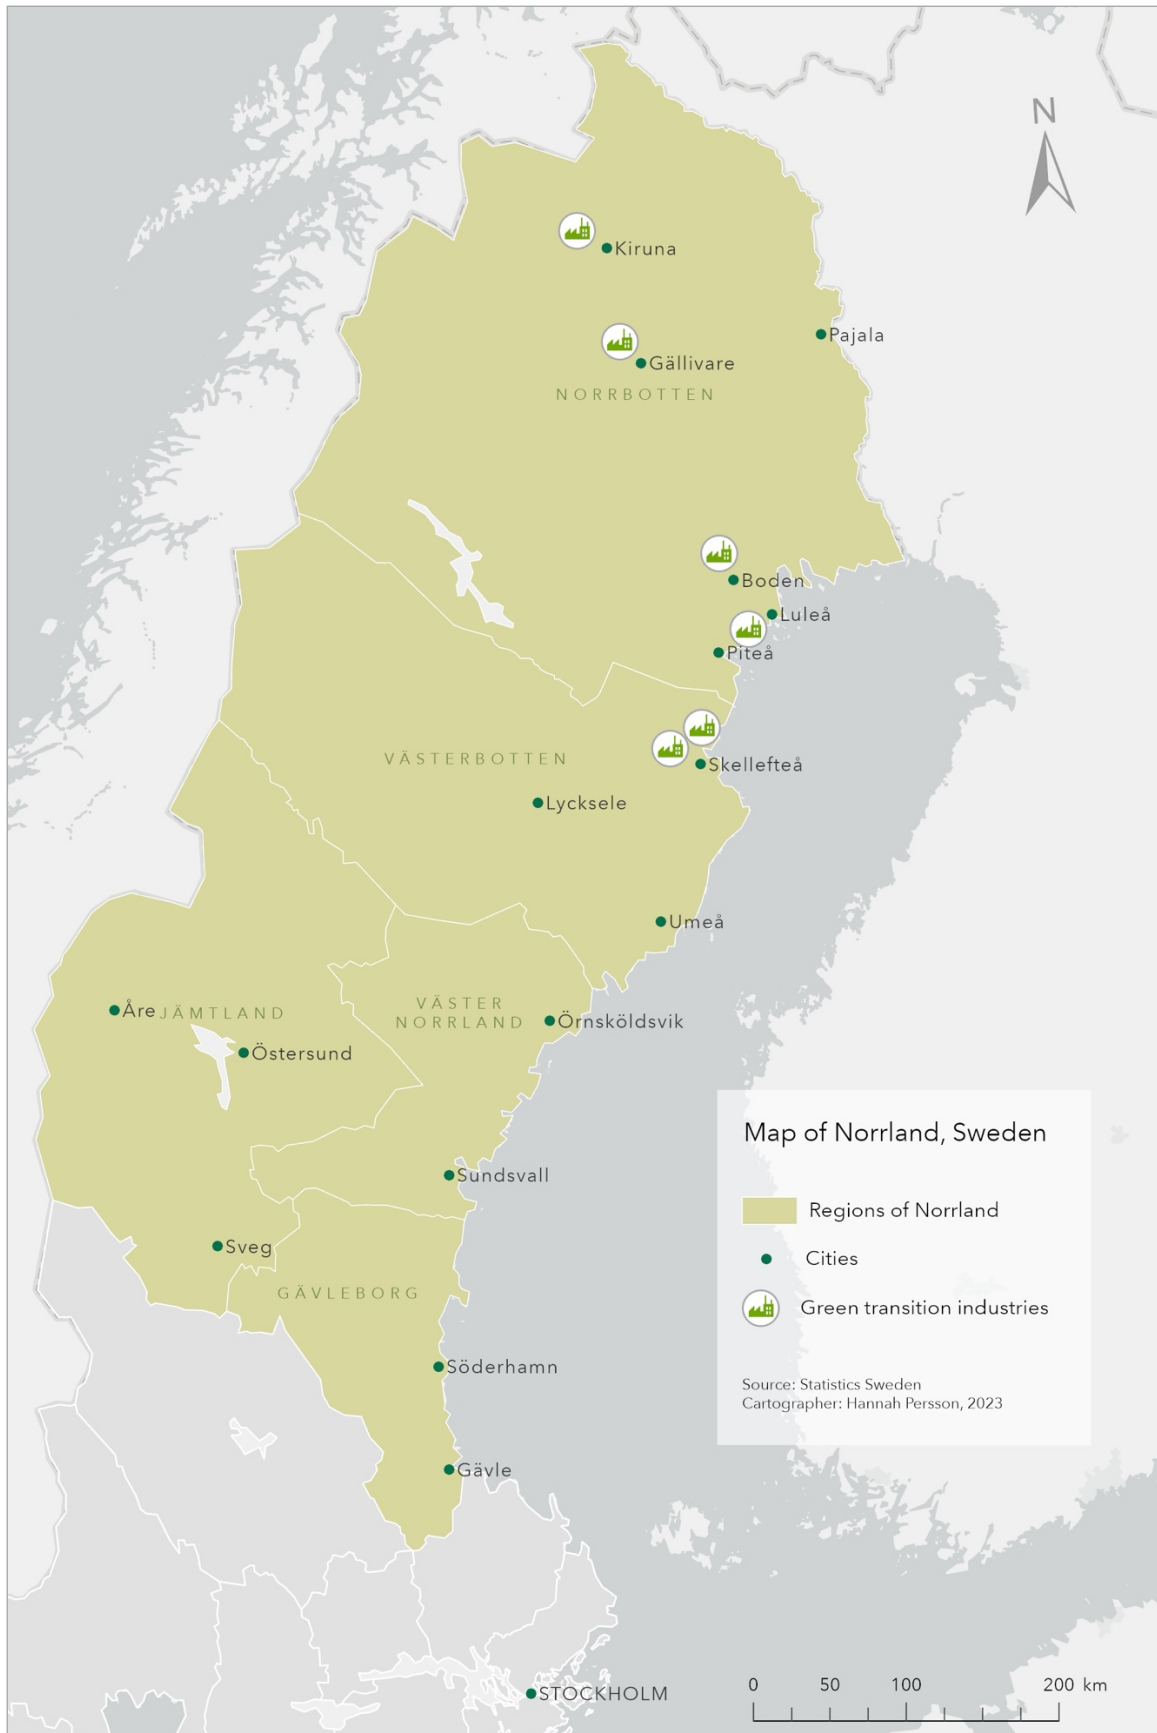 N
Kiruna
Pajala
Gällivare
NORRBOTTEN
Boden
Luleå
Piteå
VÄSTERBOTTEN
Skellefteå
Lycksele
Umeå
Åre
JÄMTLAND
VÄSTER
NORRLAND
Örnsköldsvik
Östersund
Map of Norrland, Sweden
Sundsvall
Regions of Norrland
Sveg
Cities
GÄVLEBORG
Green transition industries
Söderhamn
Source: Statistics Sweden
Cartographer: Hannah Persson, 2023
Gävle
STOCKHOLM
0 50 100 200 km